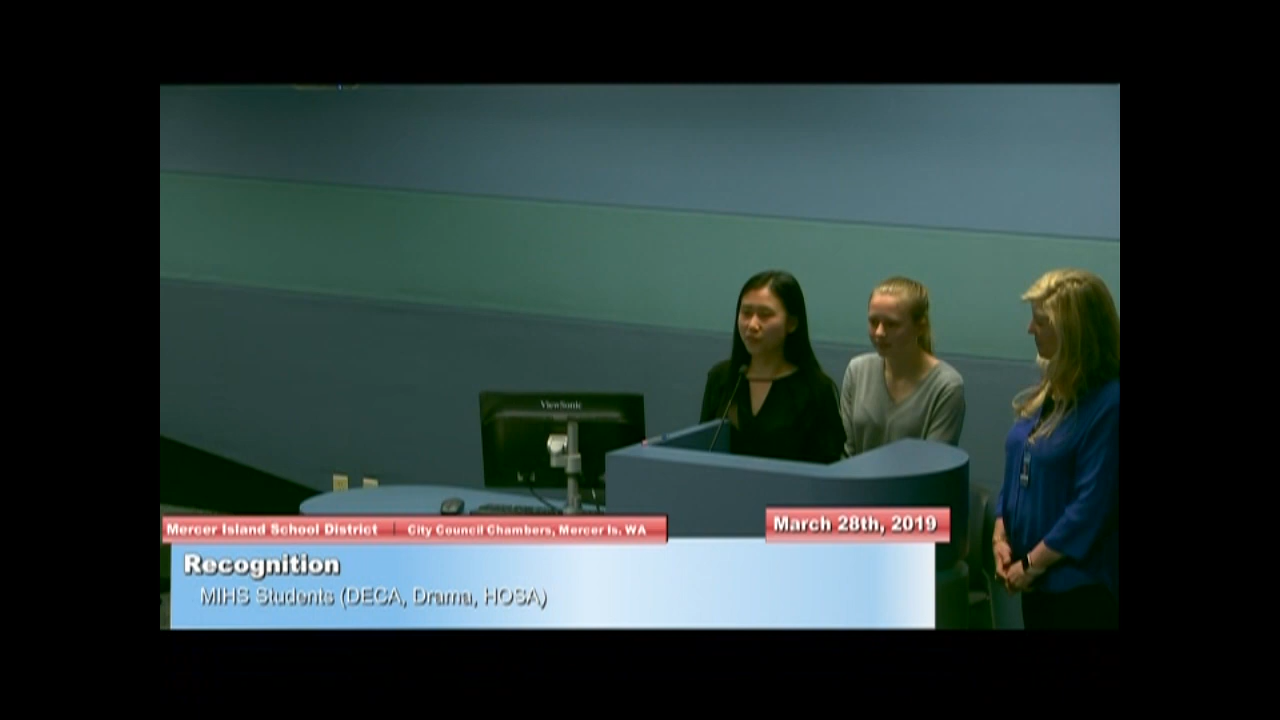 ViewSonic
Mercer Island School District | City Council Chambers, Mercer Is, WA
March 28th, 2019
Recognition
MIHS Students (DECA, Drama, HOSA)